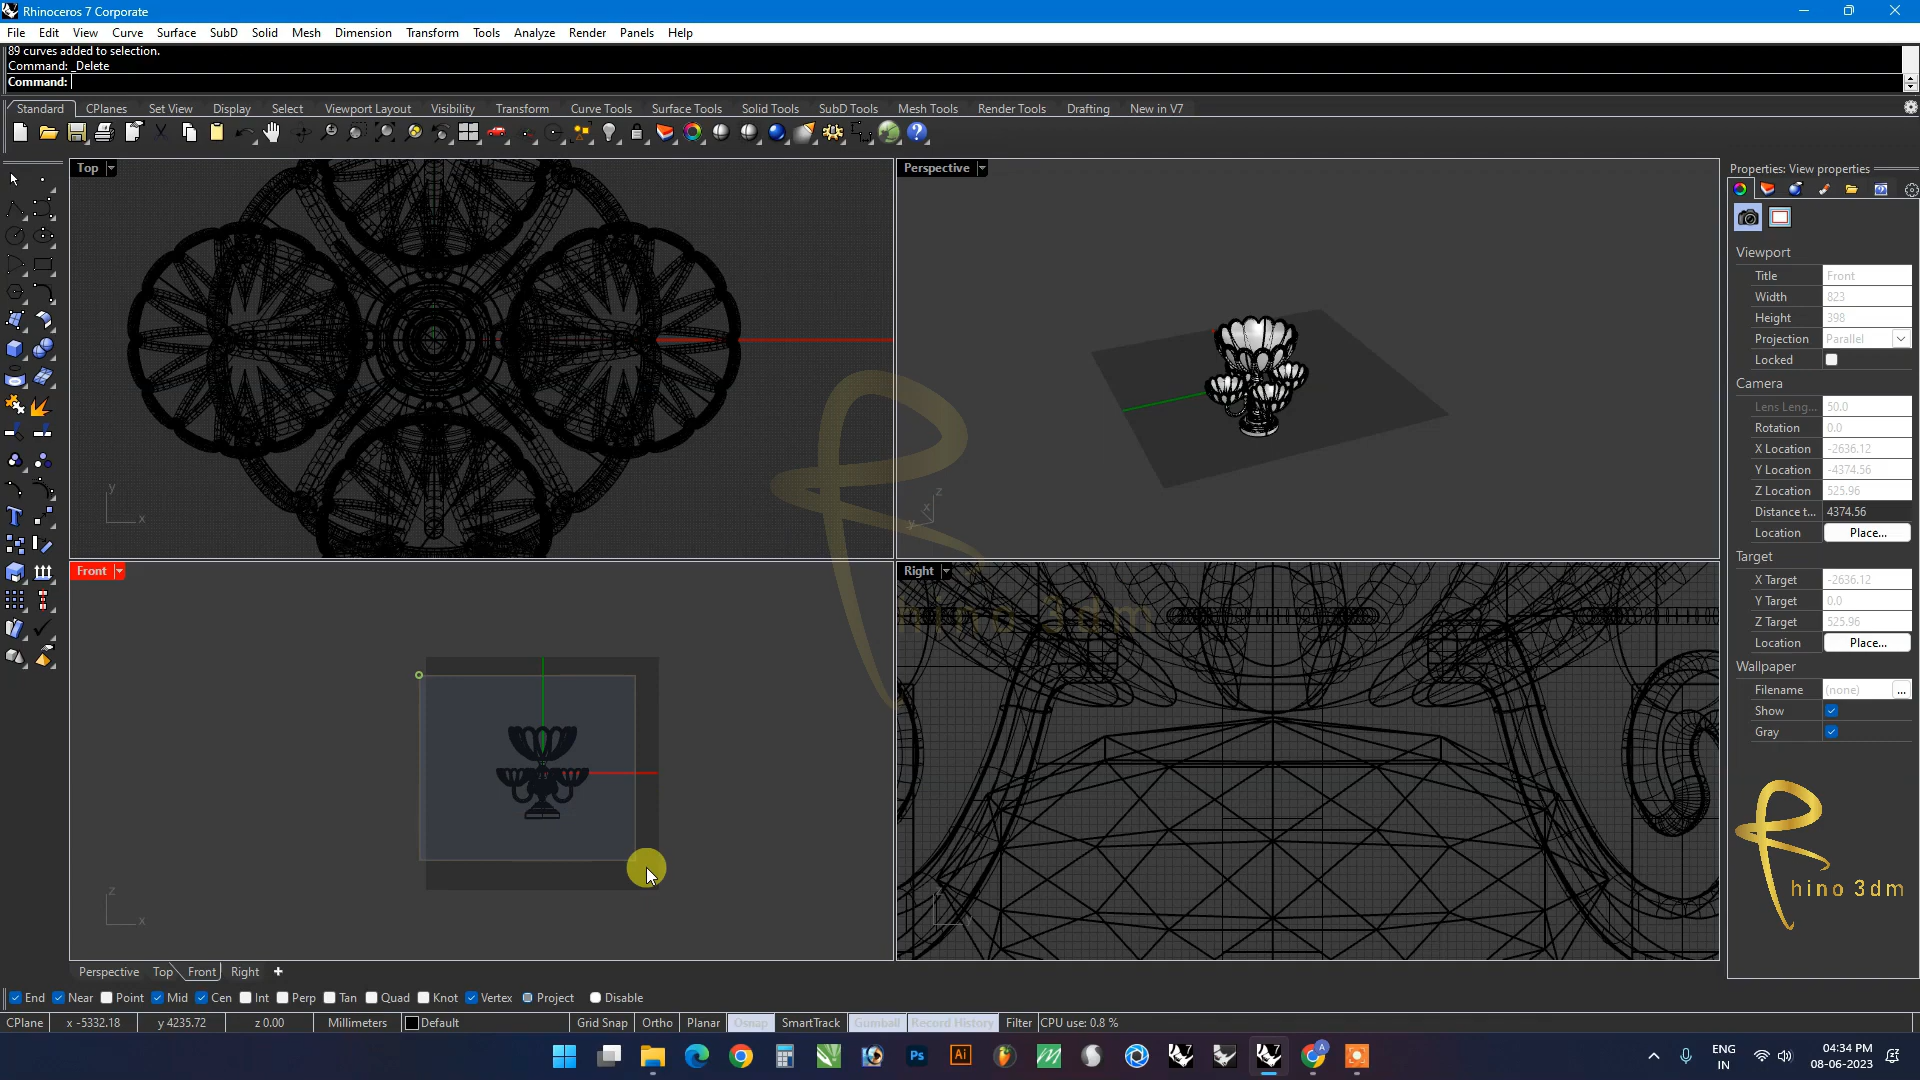 Rhinoceros 7 Corporate
File Edit View Curve Surface SubD Solid Mesh Dimension Transform Tools Analyze Render Panels Help
89 curves added to selection.
Command: _Delete
Command:
Standard CPlanes Set View Display Select Viewport Layout Visibility Transform Curve Tools Surface Tools Solid Tools SubD Tools Mesh Tools Render Tools Drafting New in V7
Top
Perspective
Front
Right
y
x
z
x
y
z
x
y
hino 3dm
Properties: View properties
Viewport
Title Front
Width 823
Height 398
Projection Parallel
Locked
Camera
Lens Leng... 50.0
Rotation 0.0
X Location -2636.12
Y Location -4374.56
Z Location 525.96
Distance t... 4374.56
Location Place...
Target
X Target -2636.12
Y Target 0.0
Z Target 525.96
Location Place...
Wallpaper
Filename (none) ...
Show
Gray
Rhino 3dm
Perspective Top Front Right
End Near Point Mid Cen Int Perp Tan Quad Knot Vertex Project Disable
CPlane x -5332.18 y 4235.72 z 0.00 Millimeters Default Grid Snap Ortho Planar Osnap SmartTrack Gumball Record History Filter CPU use: 0.8 %
Ps
Ai
7
7
A
ENG
IN
04:34 PM
08-06-2023